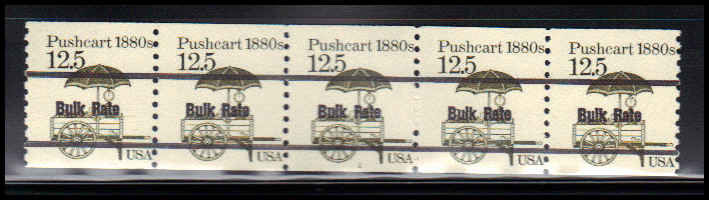 Pushcart 1880s Pushcart 1880s Pushcart 1880s Pushcart 1880s Pushcart 1880s
12.5 12.5 12.5 12.5 12.5
Bulk Rate Bulk Rate Bulk Rate Bulk Rate Bulk Rate
USA USA USA USA USA